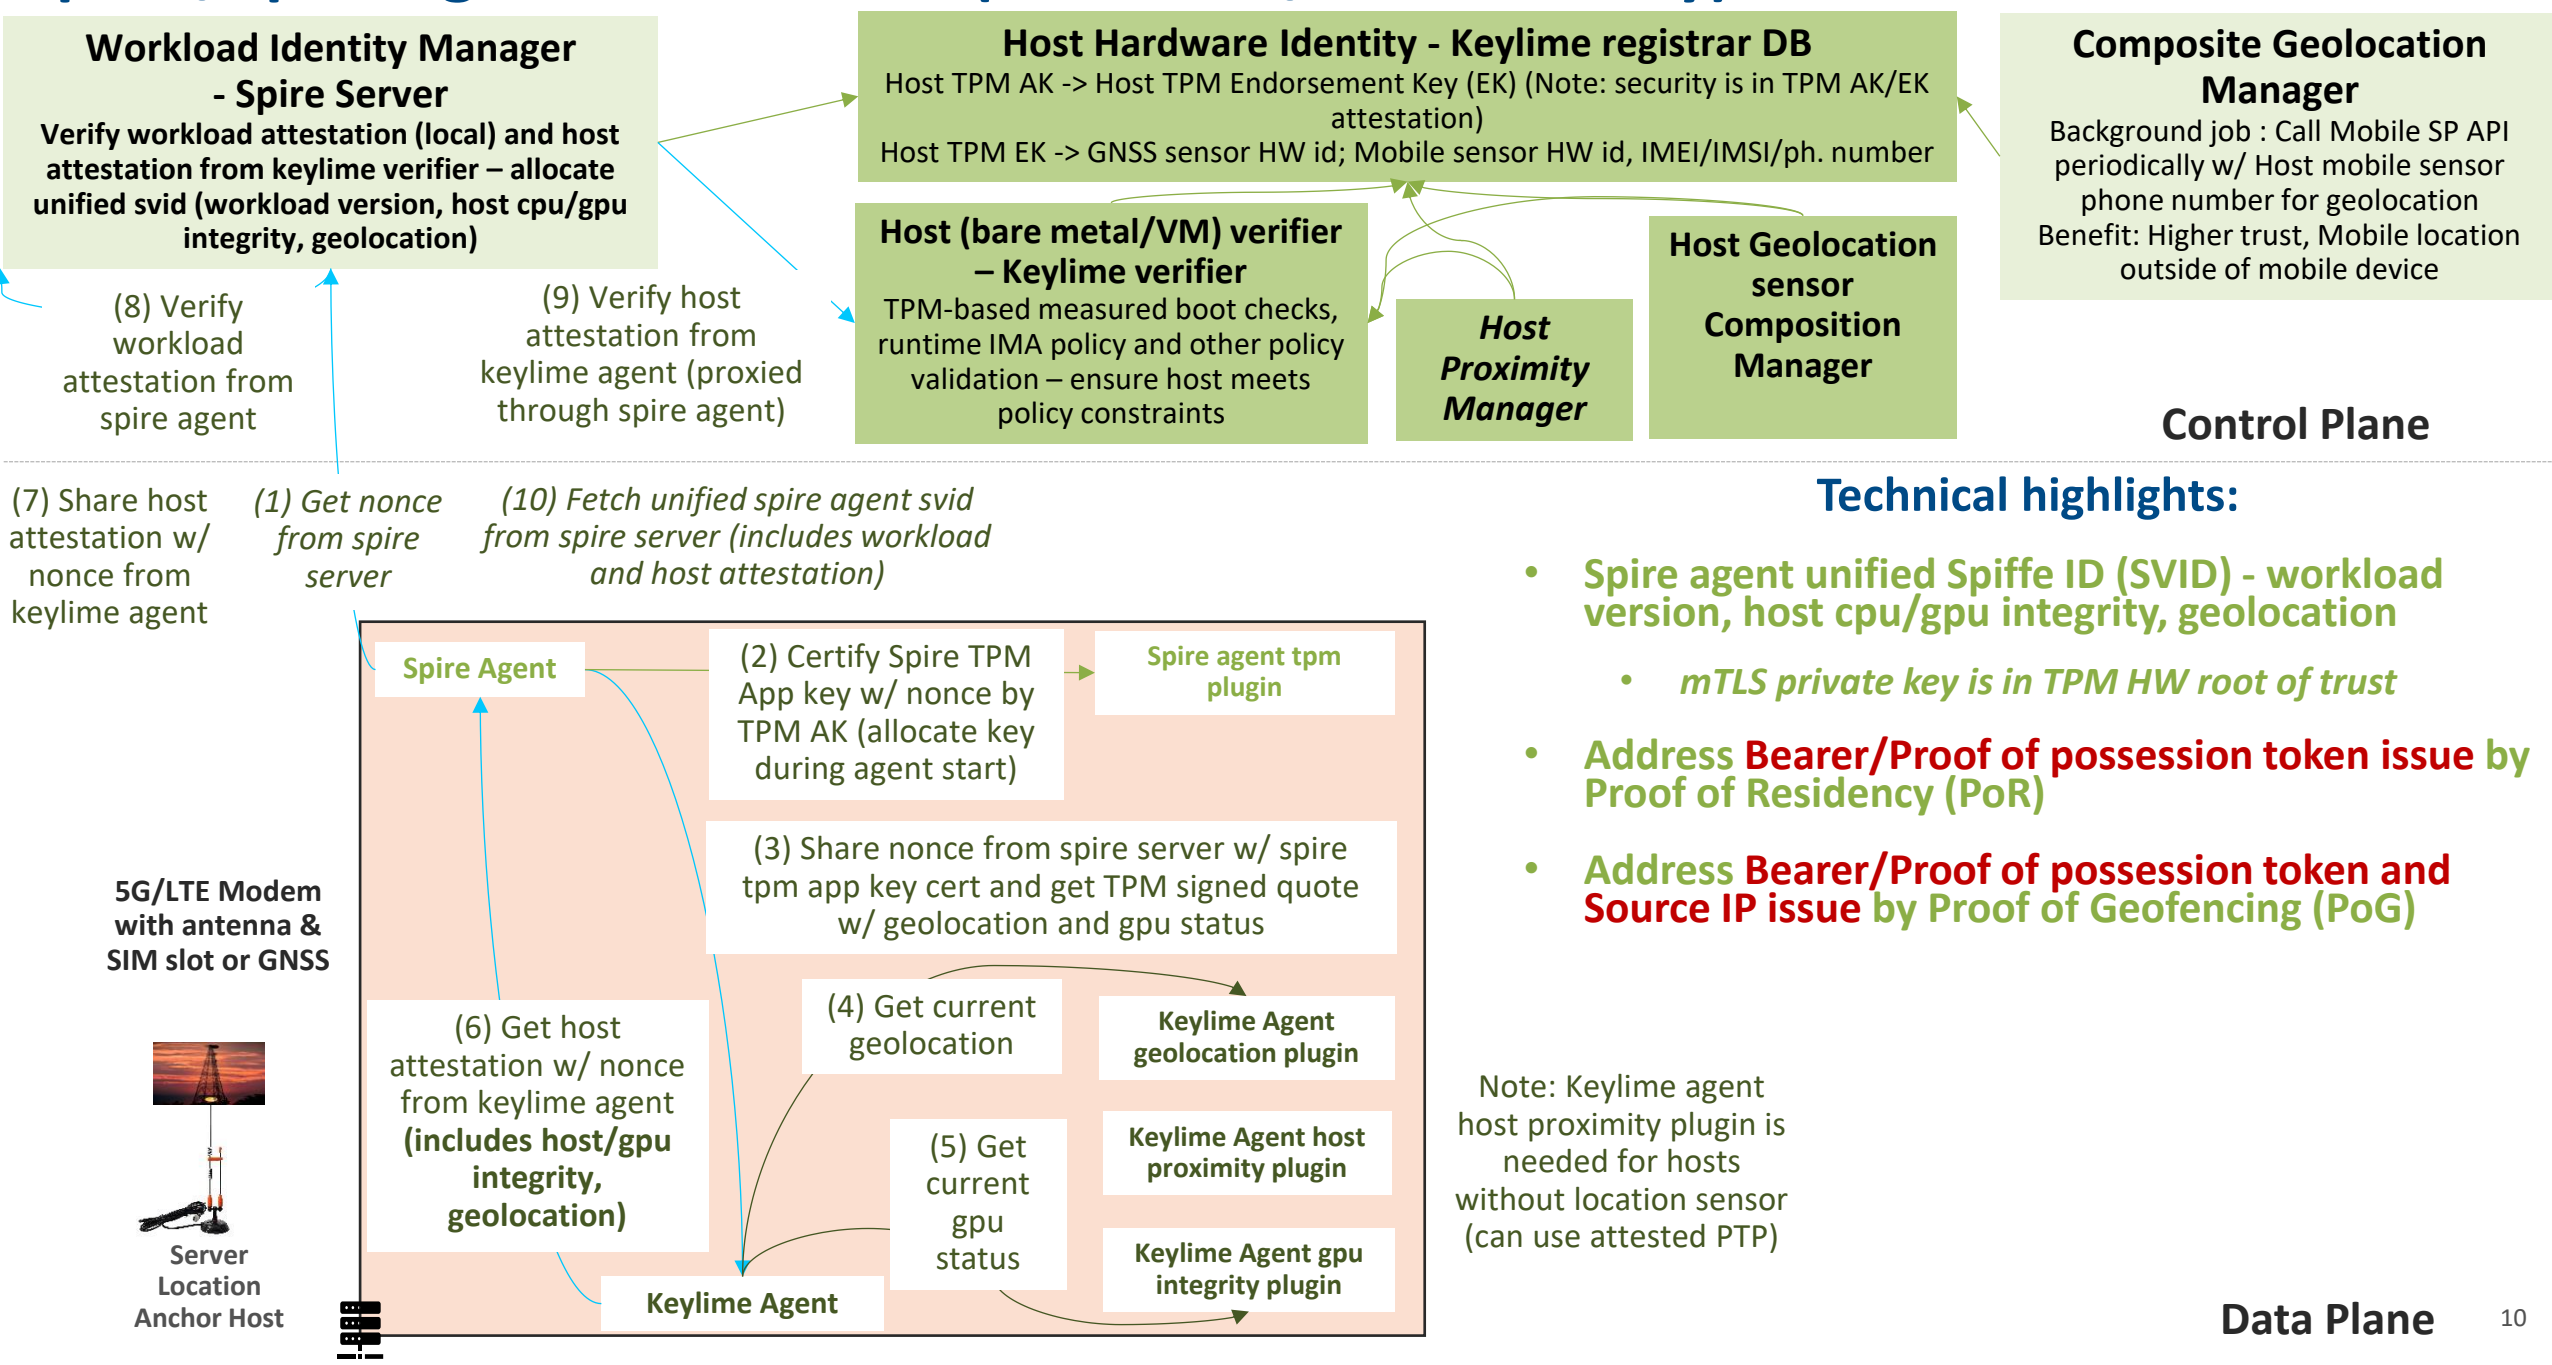 Workload Identity Manager
- Spire Server
Verify workload attestation (local) and host
attestation from keylime verifier – allocate
unified svid (workload version, host cpu/gpu
integrity, geolocation)
Host Hardware Identity - Keylime registrar DB
Host TPM AK -> Host TPM Endorsement Key (EK) (Note: security is in TPM AK/EK
attestation)
Host TPM EK -> GNSS sensor HW id; Mobile sensor HW id, IMEI/IMSI/ph. number
Composite Geolocation
Manager
Background job : Call Mobile SP API
periodically w/ Host mobile sensor
phone number for geolocation
Benefit: Higher trust, Mobile location
outside of mobile device
Host (bare metal/VM) verifier
– Keylime verifier
TPM-based measured boot checks,
runtime IMA policy and other policy
validation – ensure host meets
policy constraints
Host
Proximity
Manager
Host Geolocation
sensor
Composition
Manager
(8) Verify
workload
attestation from
spire agent
(9) Verify host
attestation from
keylime agent (proxied
through spire agent)
Control Plane
(7) Share host
attestation w/
nonce from
keylime agent
(1) Get nonce
from spire
server
(10) Fetch unified spire agent svid
from spire server (includes workload
and host attestation)
Technical highlights:
• Spire agent unified Spiffe ID (SVID) - workload
version, host cpu/gpu integrity, geolocation
• mTLS private key is in TPM HW root of trust
• Address Bearer/Proof of possession token issue by
Proof of Residency (PoR)
• Address Bearer/Proof of possession token and
Source IP issue by Proof of Geofencing (PoG)
Spire Agent
(2) Certify Spire TPM
App key w/ nonce by
TPM AK (allocate key
during agent start)
Spire agent tpm
plugin
(3) Share nonce from spire server w/ spire
tpm app key cert and get TPM signed quote
w/ geolocation and gpu status
5G/LTE Modem
with antenna &
SIM slot or GNSS
(4) Get current
geolocation
Keylime Agent
geolocation plugin
(6) Get host
attestation w/ nonce
from keylime agent
(includes host/gpu
integrity,
geolocation)
(5) Get
current
gpu
status
Keylime Agent host
proximity plugin
Keylime Agent gpu
integrity plugin
Note: Keylime agent
host proximity plugin is
needed for hosts
without location sensor
(can use attested PTP)
Server
Location
Anchor Host
Keylime Agent
Data Plane
10